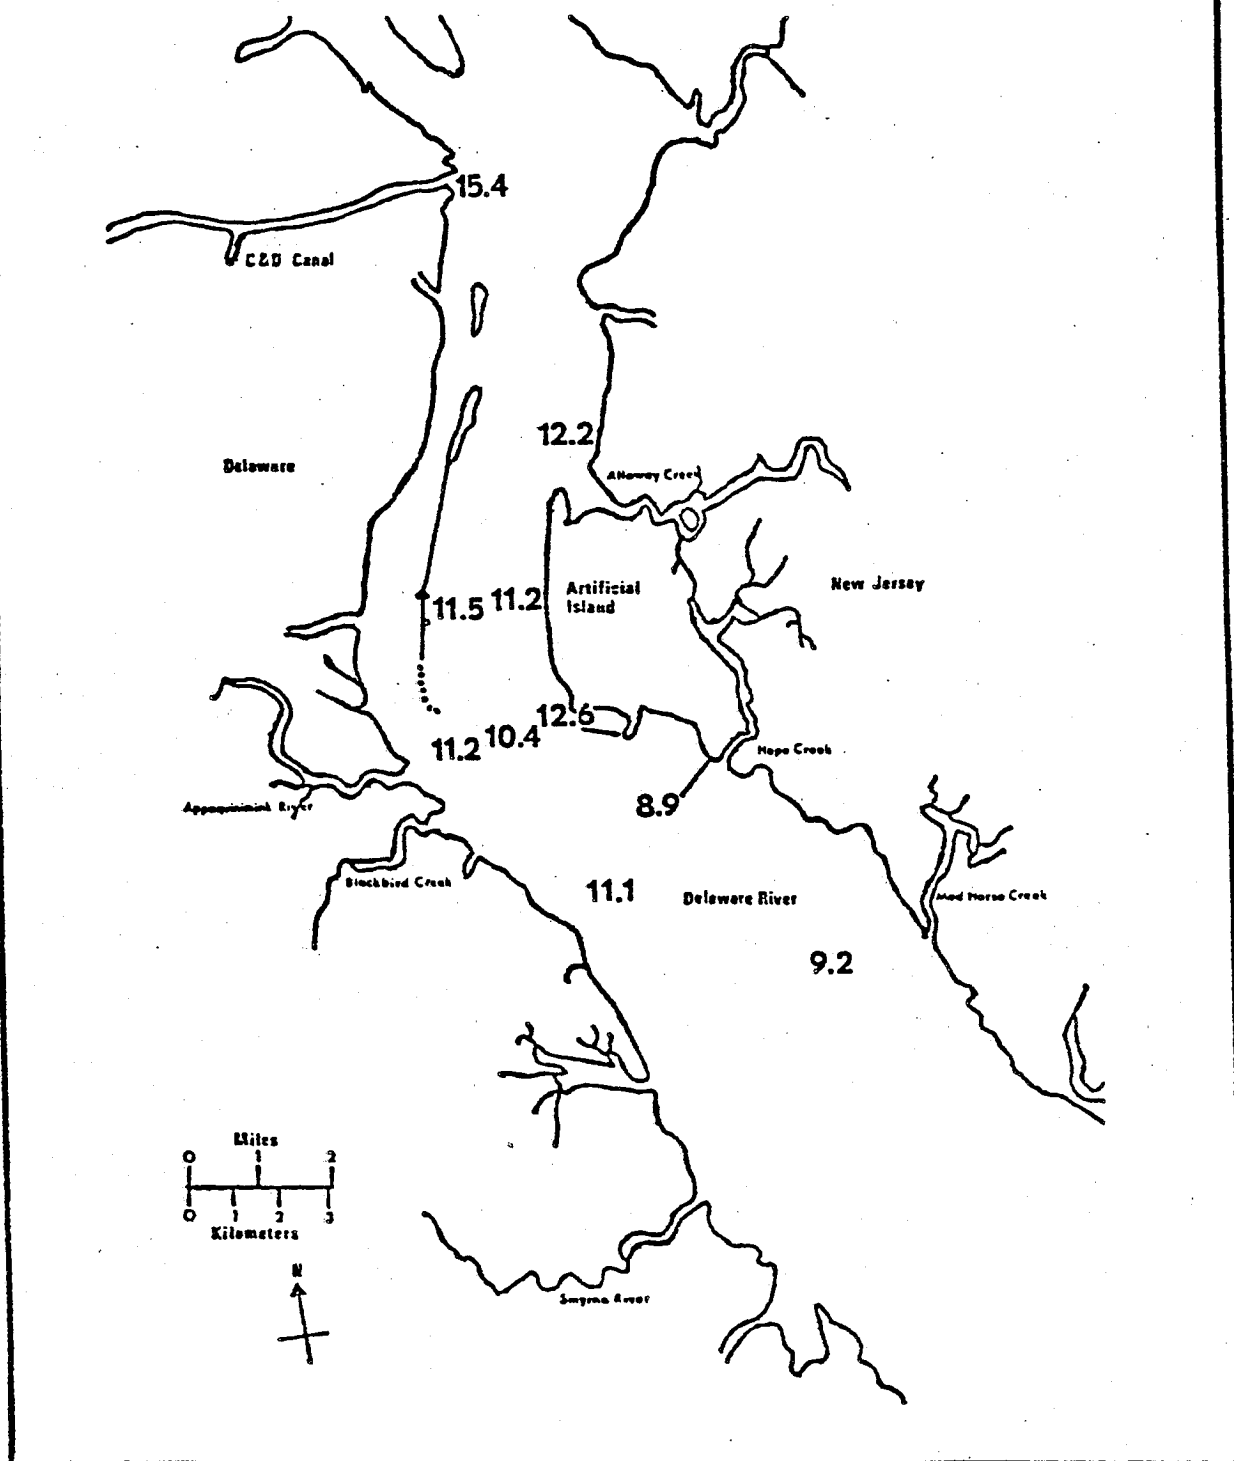 15.4
C&D Canal
12.2
Delaware
Alloway Creek
11.5 11.2
Artificial
Island
New Jersey
12.6
11.2 10.4
Hope Creek
8.9
Appoquinimink River
Blackbird Creek
11.1
Delaware River
Mad Horse Creek
9.2
Miles
0 1 2
0 1 2 3
Kilometers
N
Smyrna River